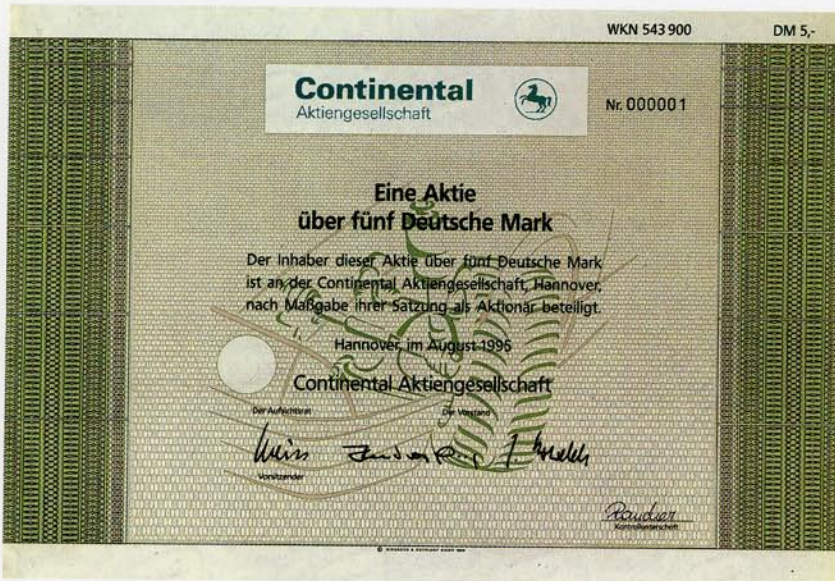 WKN 543 900 DM 5,-
Continental
Aktiengesellschaft
Nr. 000001
Eine Aktie
über fünf Deutsche Mark
Der Inhaber dieser Aktie über fünf Deutsche Mark
ist an der Continental Aktiengesellschaft, Hannover,
nach Maßgabe ihrer Satzung als Aktionär beteiligt.
Hannover, im August 1996
Continental Aktiengesellschaft
Der Aufsichtsrat Der Vorstand
Vorsitzender
Kontrollunterschrift